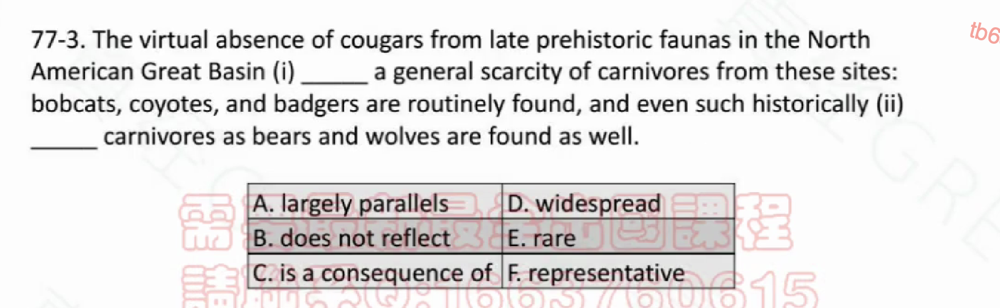 77-3. The virtual absence of cougars from late prehistoric faunas in the North
American Great Basin (i) _____ a general scarcity of carnivores from these sites:
bobcats, coyotes, and badgers are routinely found, and even such historically (ii)
_____ carnivores as bears and wolves are found as well.
tb6
A. largely parallels D. widespread
B. does not reflect E. rare
C. is a consequence of F. representative